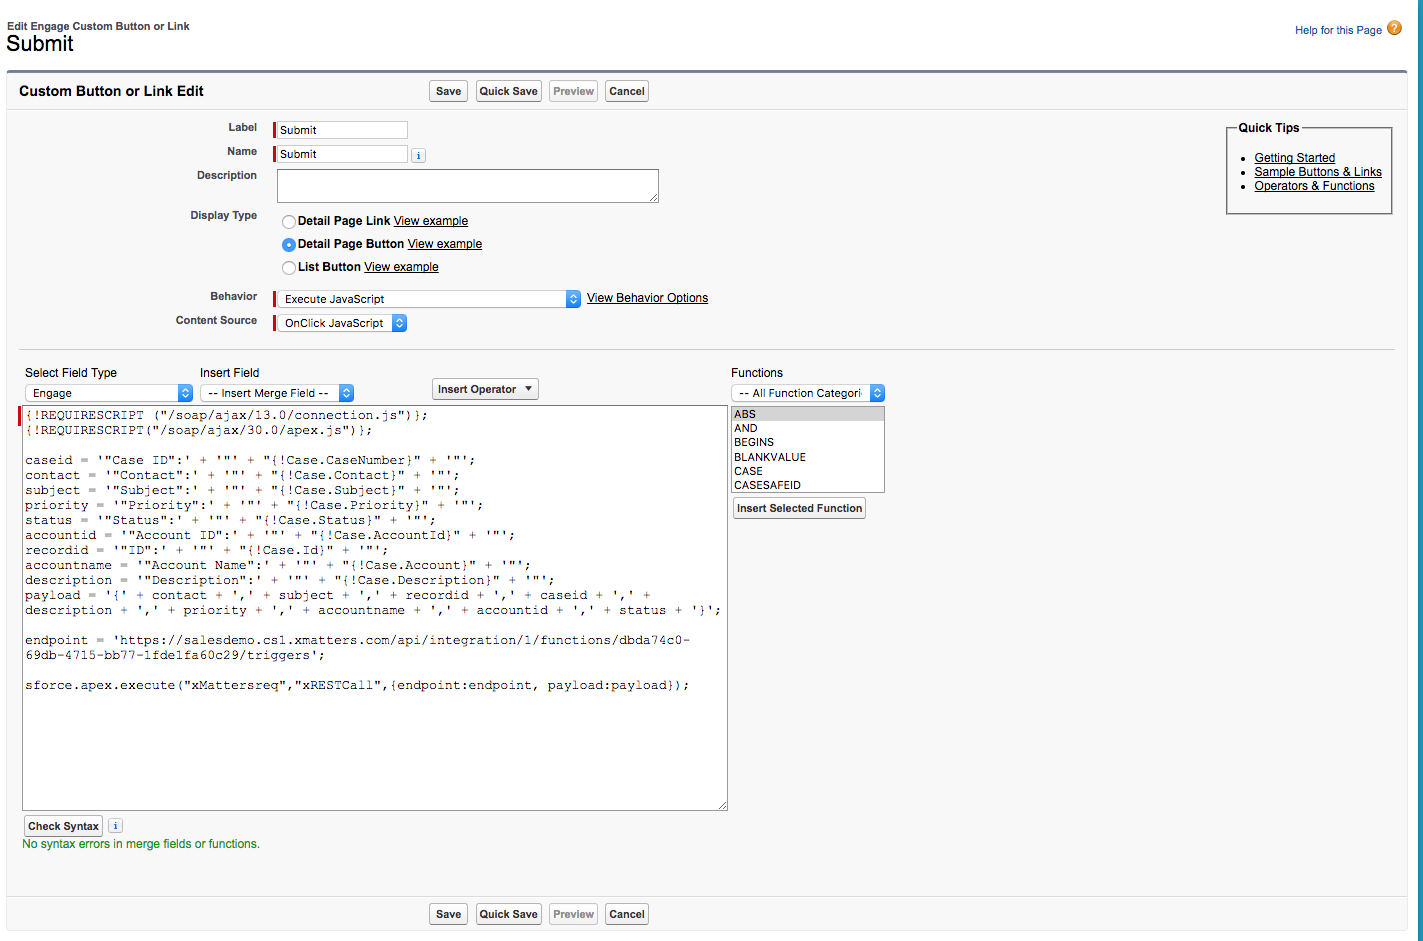 Edit Engage Custom Button or Link
Submit
Help for this Page ?
Custom Button or Link Edit
Save Quick Save Preview Cancel
Label Submit
Name Submit i
Description
Display Type
Detail Page Link View example
Detail Page Button View example
List Button View example
Behavior Execute JavaScript View Behavior Options
Content Source OnClick JavaScript
Quick Tips
Getting Started
Sample Buttons & Links
Operators & Functions
Select Field Type Insert Field Functions
Engage -- Insert Merge Field -- Insert Operator -- All Function Categori
{!REQUIRESCRIPT ("/soap/ajax/13.0/connection.js")};
{!REQUIRESCRIPT("/soap/ajax/30.0/apex.js")};
caseid = '"Case ID":' + '"' + "{!Case.CaseNumber}" + '"';
contact = '"Contact":' + '"' + "{!Case.Contact}" + '"';
subject = '"Subject":' + '"' + "{!Case.Subject}" + '"';
priority = '"Priority":' + '"' + "{!Case.Priority}" + '"';
status = '"Status":' + '"' + "{!Case.Status}" + '"';
accountid = '"Account ID":' + '"' + "{!Case.AccountId}" + '"';
recordid = '"ID":' + '"' + "{!Case.Id}" + '"';
accountname = '"Account Name":' + '"' + "{!Case.Account}" + '"';
description = '"Description":' + '"' + "{!Case.Description}" + '"';
payload = '{' + contact + ',' + subject + ',' + recordid + ',' + caseid + ',' +
description + ',' + priority + ',' + accountname + ',' + accountid + ',' + status + '}';
endpoint = 'https://salesdemo.cs1.xmatters.com/api/integration/1/functions/dbda74c0-
69db-4715-bb77-1fde1fa60c29/triggers';
sforce.apex.execute("xMattersreq","xRESTCall",{endpoint:endpoint, payload:payload});
ABS
AND
BEGINS
BLANKVALUE
CASE
CASESAFEID
Insert Selected Function
Check Syntax i
No syntax errors in merge fields or functions.
Save Quick Save Preview Cancel